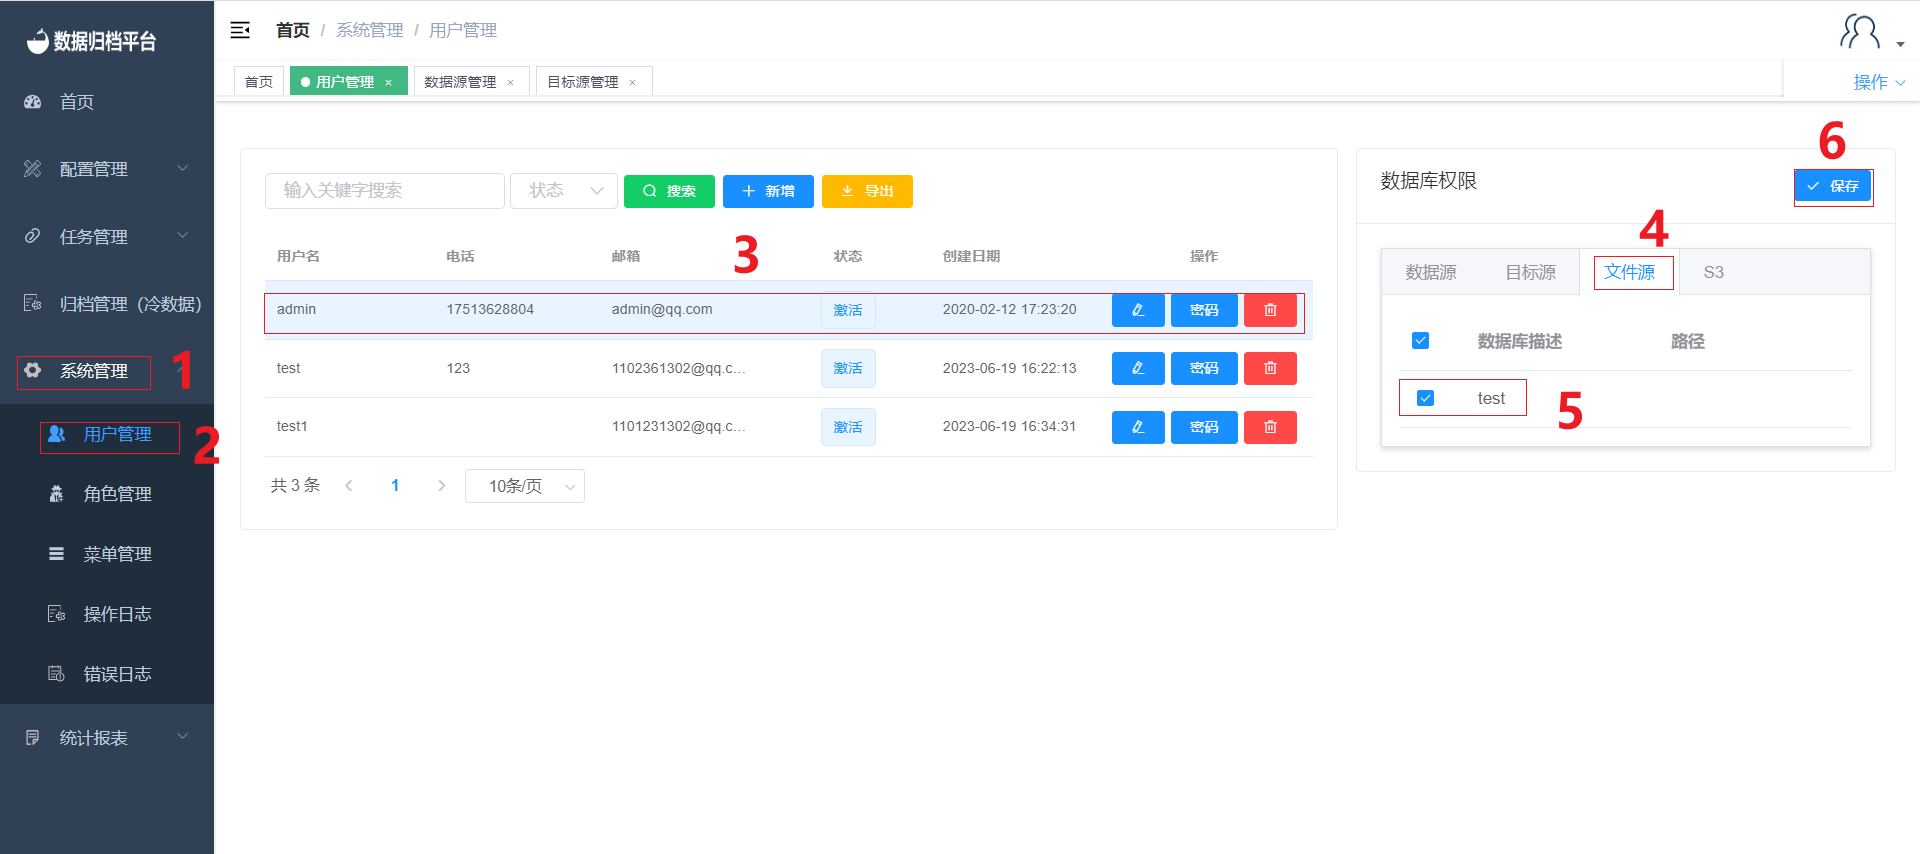 数据归档平台
首页
配置管理
任务管理
归档管理（冷数据）
系统管理
1
用户管理
2
角色管理
菜单管理
操作日志
错误日志
统计报表
首页 / 系统管理 / 用户管理
首页 用户管理 × 数据源管理 × 目标源管理 × 操作
输入关键字搜索 状态 搜索 新增 导出
3
用户名 电话 邮箱 状态 创建日期 操作
admin 17513628804 admin@qq.com 激活 2020-02-12 17:23:20 密码
test 123 1102361302@qq.c... 激活 2023-06-19 16:22:13 密码
test1 1101231302@qq.c... 激活 2023-06-19 16:34:31 密码
共 3 条 1 10条/页
6
数据库权限 保存
4
数据源 目标源 文件源 S3
数据库描述 路径
test
5